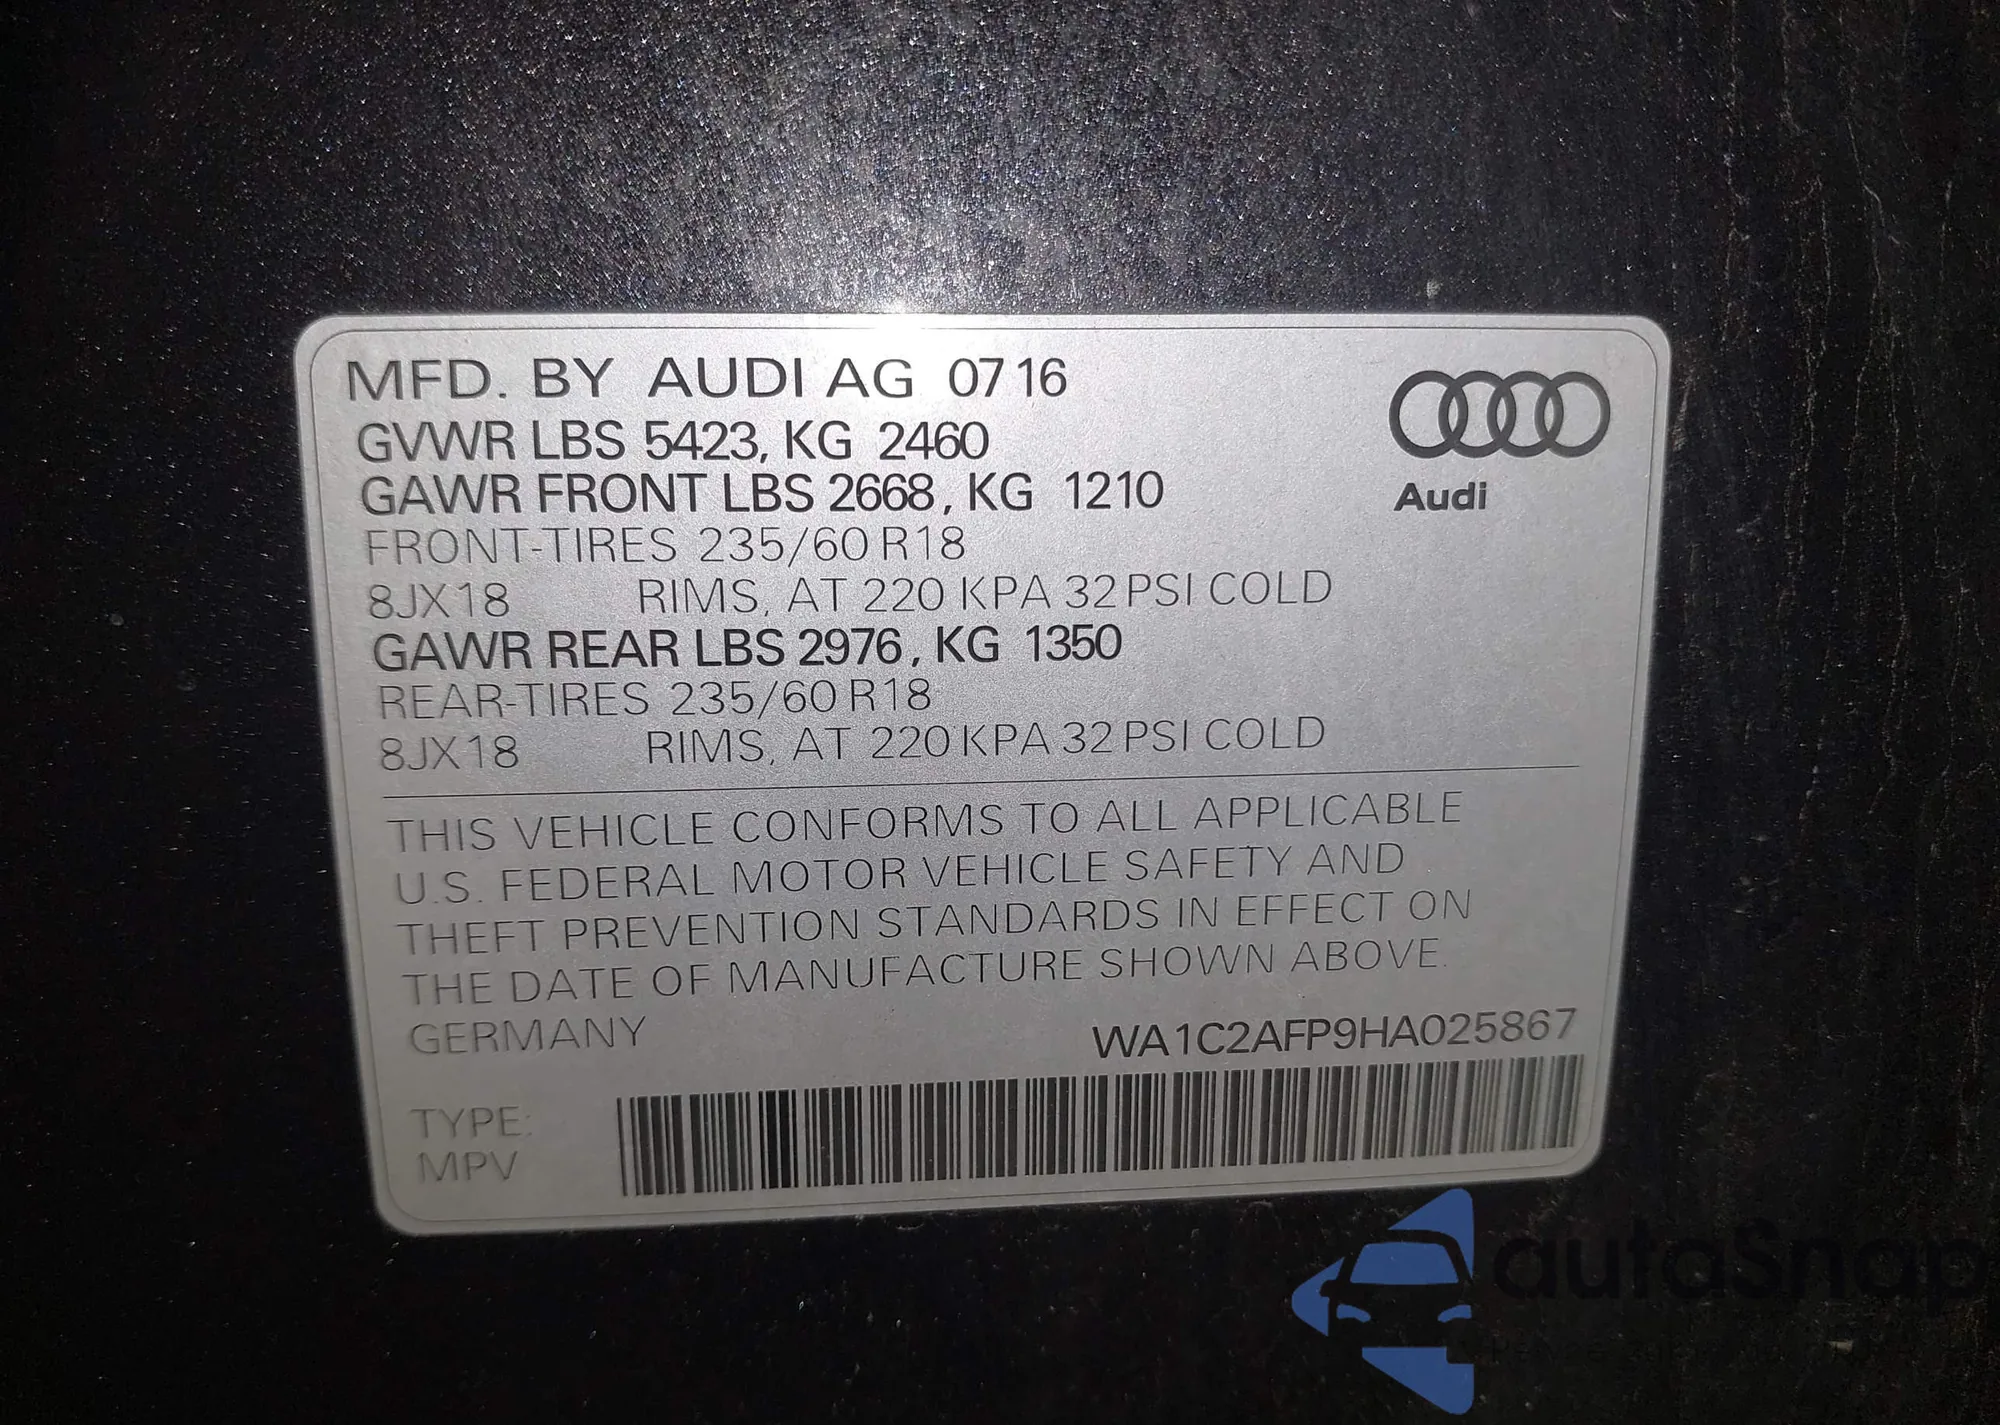 MFD. BY AUDI AG 07 16
GVWR LBS 5423, KG 2460
GAWR FRONT LBS 2668, KG 1210
FRONT-TIRES 235/60 R18
8JX18 RIMS, AT 220 KPA 32 PSI COLD
GAWR REAR LBS 2976, KG 1350
REAR-TIRES 235/60 R18
8JX18 RIMS, AT 220 KPA 32 PSI COLD
Audi
THIS VEHICLE CONFORMS TO ALL APPLICABLE
U.S. FEDERAL MOTOR VEHICLE SAFETY AND
THEFT PREVENTION STANDARDS IN EFFECT ON
THE DATE OF MANUFACTURE SHOWN ABOVE.
GERMANY WA1C2AFP9HA025867
TYPE:
MPV
autoSnap